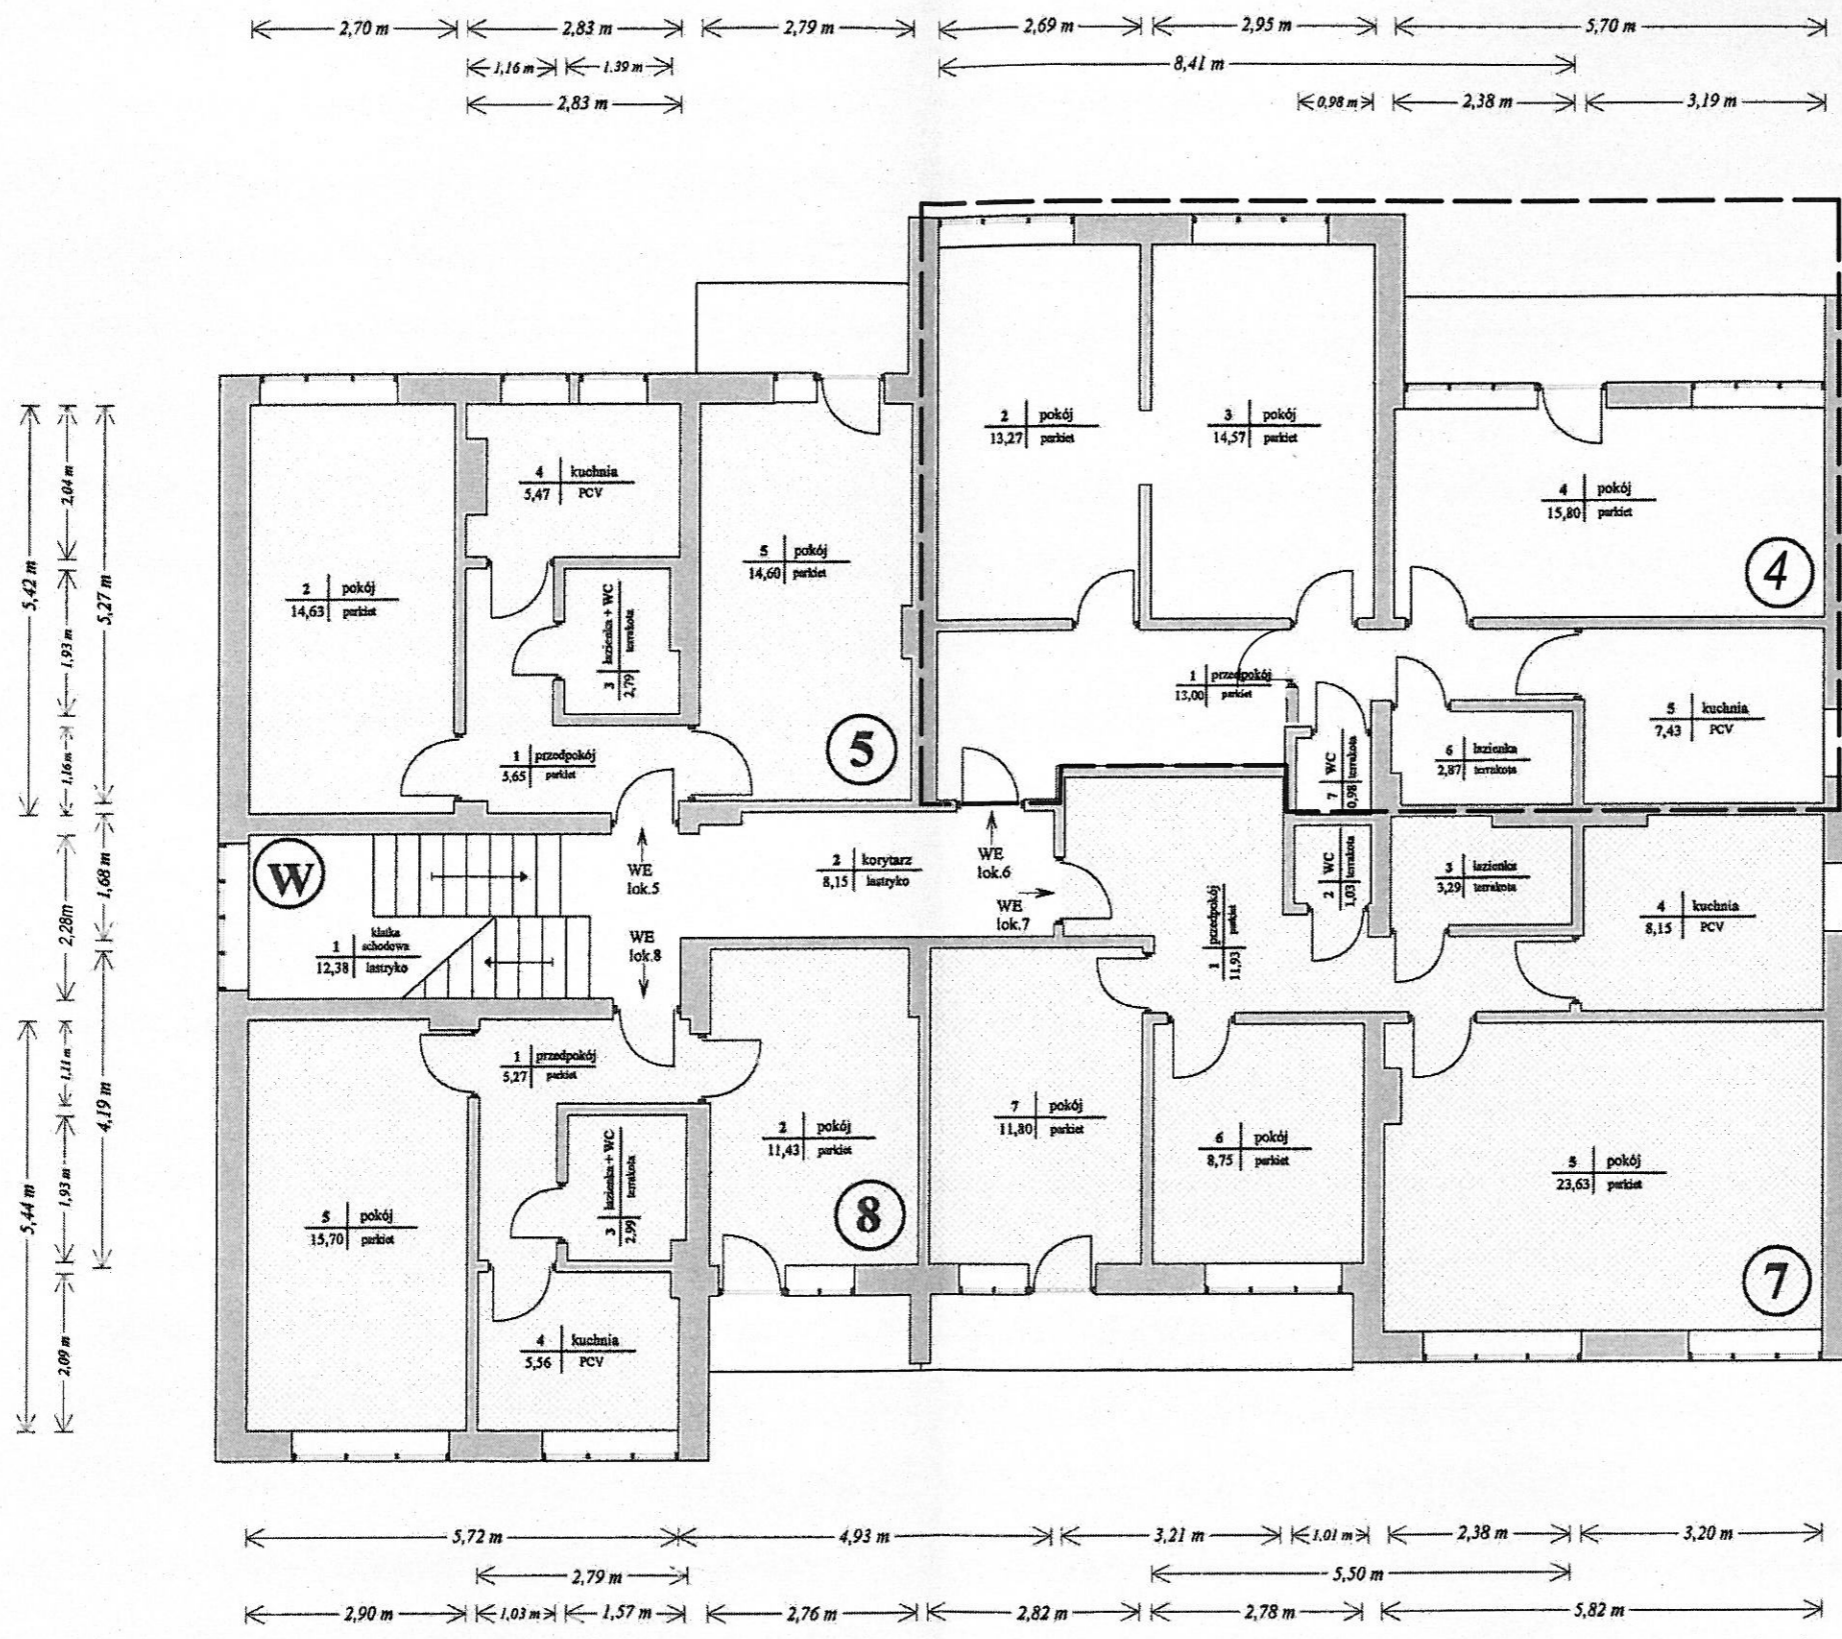 2,70 m
2,83 m
2,79 m
2,69 m
2,95 m
5,70 m
1,16 m
1.39 m
8,41 m
2,83 m
0,98 m
2,38 m
3,19 m
5,42 m
2,04 m
5,27 m
1,93 m
1,16 m
2,28m
1,68 m
1,11 m
4,19 m
5,44 m
1,93 m
2,09 m
2 pokój
14,63 parkiet
4 kuchnia
5,47 PCV
3 łazienka + WC
2,79 terrakota
5 pokój
14,60 parkiet
1 przedpokój
5,65 parkiet
5
2 pokój
13,27 parkiet
3 pokój
14,57 parkiet
4 pokój
15,80 parkiet
4
1 przedpokój
13,00 parkiet
7 WC
0,98 terrakota
6 łazienka
2,87 terrakota
5 kuchnia
7,43 PCV
W
WE
lok.5
2 korytarz
8,15 lastryko
WE
lok.6
WE
lok.7
WE
lok.8
1 klatka schodowa
12,38 lastryko
1 przedpokój
11,93 parkiet
2 WC
1,03 terrakota
3 łazienka
3,29 terrakota
4 kuchnia
8,15 PCV
1 przedpokój
5,27 parkiet
5 pokój
15,70 parkiet
3 łazienka + WC
2,99 terrakota
4 kuchnia
5,56 PCV
2 pokój
11,43 parkiet
8
7 pokój
11,80 parkiet
6 pokój
8,75 parkiet
5 pokój
23,63 parkiet
7
5,72 m
4,93 m
3,21 m
1,01 m
2,38 m
3,20 m
2,79 m
5,50 m
2,90 m
1,03 m
1,57 m
2,76 m
2,82 m
2,78 m
5,82 m